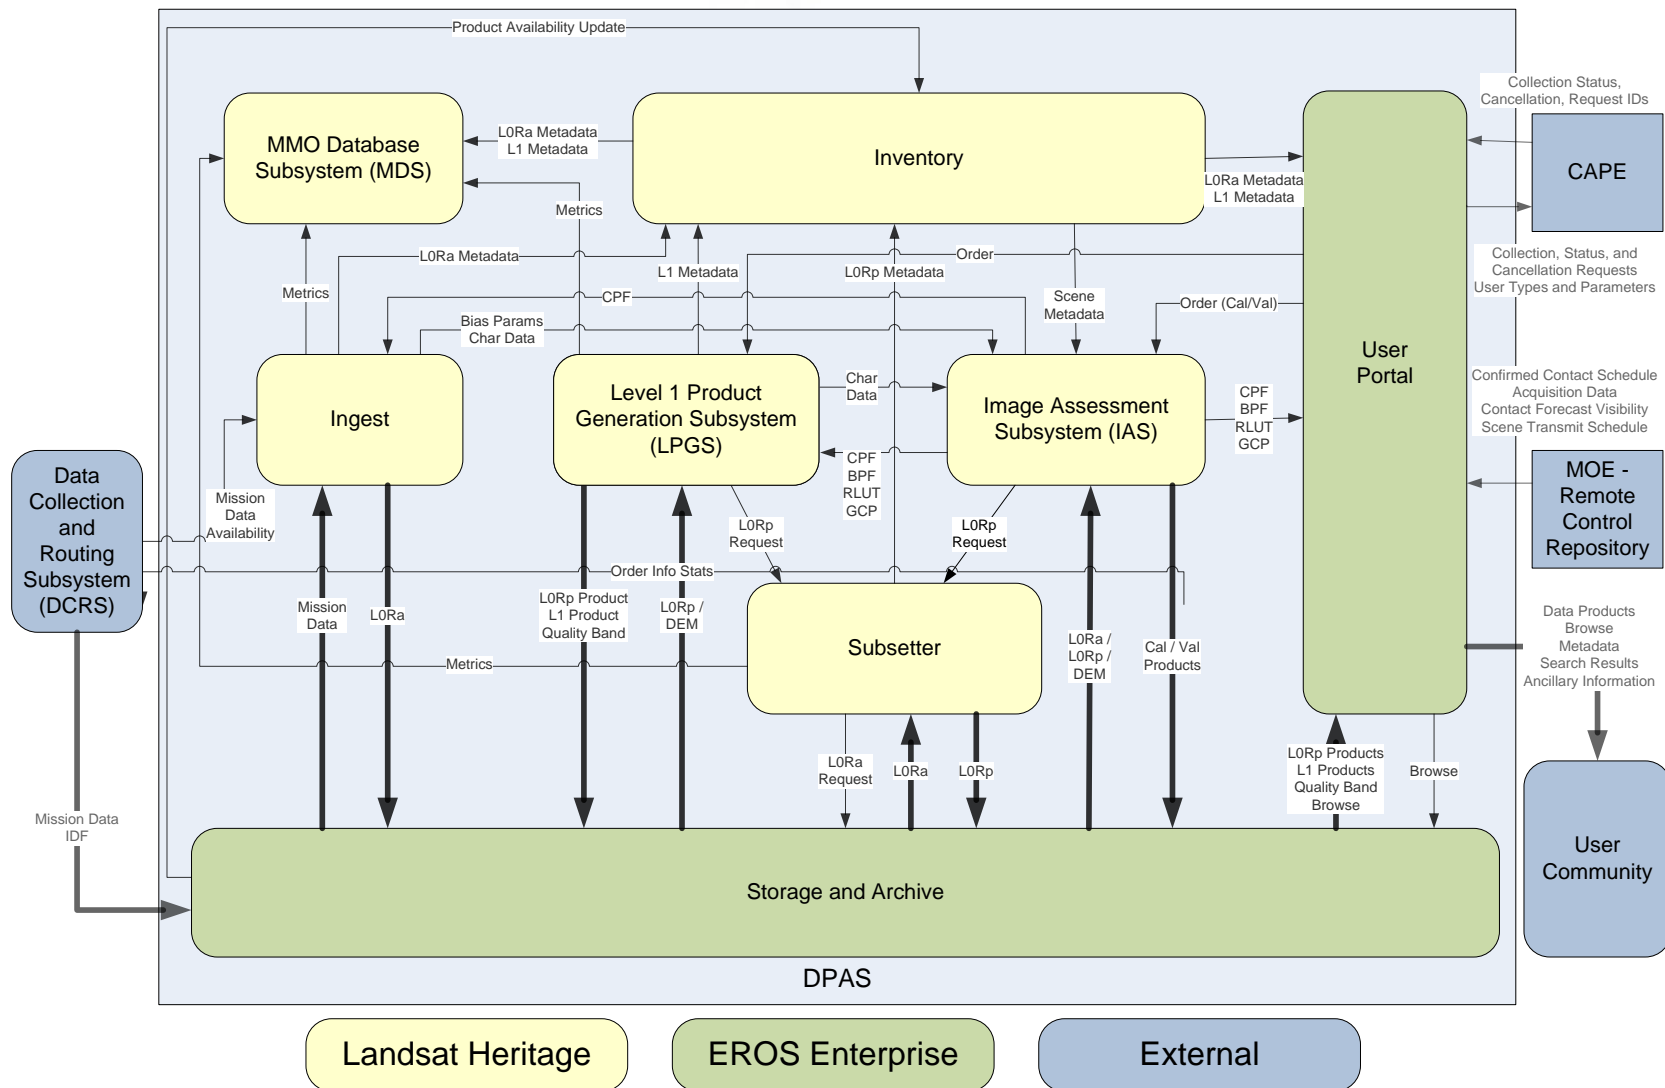 Product Availability Update
Collection Status,
Cancellation, Request IDs
MMO Database
Subsystem (MDS)
L0Ra Metadata
L1 Metadata
Inventory
L0Ra Metadata
L1 Metadata
CAPE
Metrics
L0Ra Metadata
L1 Metadata
L0Rp Metadata
Order
Collection, Status, and
Cancellation Requests
User Types and Parameters
Metrics
CPF
Scene
Metadata
Order (Cal/Val)
Bias Params
Char Data
User
Portal
Ingest
Level 1 Product
Generation Subsystem
(LPGS)
Char
Data
Image Assessment
Subsystem (IAS)
CPF
BPF
RLUT
GCP
Confirmed Contact Schedule
Acquisition Data
Contact Forecast Visibility
Scene Transmit Schedule
CPF
BPF
RLUT
GCP
Data
Collection
and
Routing
Subsystem
(DCRS)
Mission
Data
Availability
L0Rp
Request
L0Rp
Request
MOE -
Remote
Control
Repository
Order Info Stats
Mission
Data
L0Ra
L0Rp Product
L1 Product
Quality Band
L0Rp /
DEM
Subsetter
L0Ra /
L0Rp /
DEM
Cal / Val
Products
Data Products
Browse
Metadata
Search Results
Ancillary Information
Metrics
L0Ra
Request
L0Ra
L0Rp
L0Rp Products
L1 Products
Quality Band
Browse
Browse
Mission Data
IDF
Storage and Archive
User
Community
DPAS
Landsat Heritage
EROS Enterprise
External